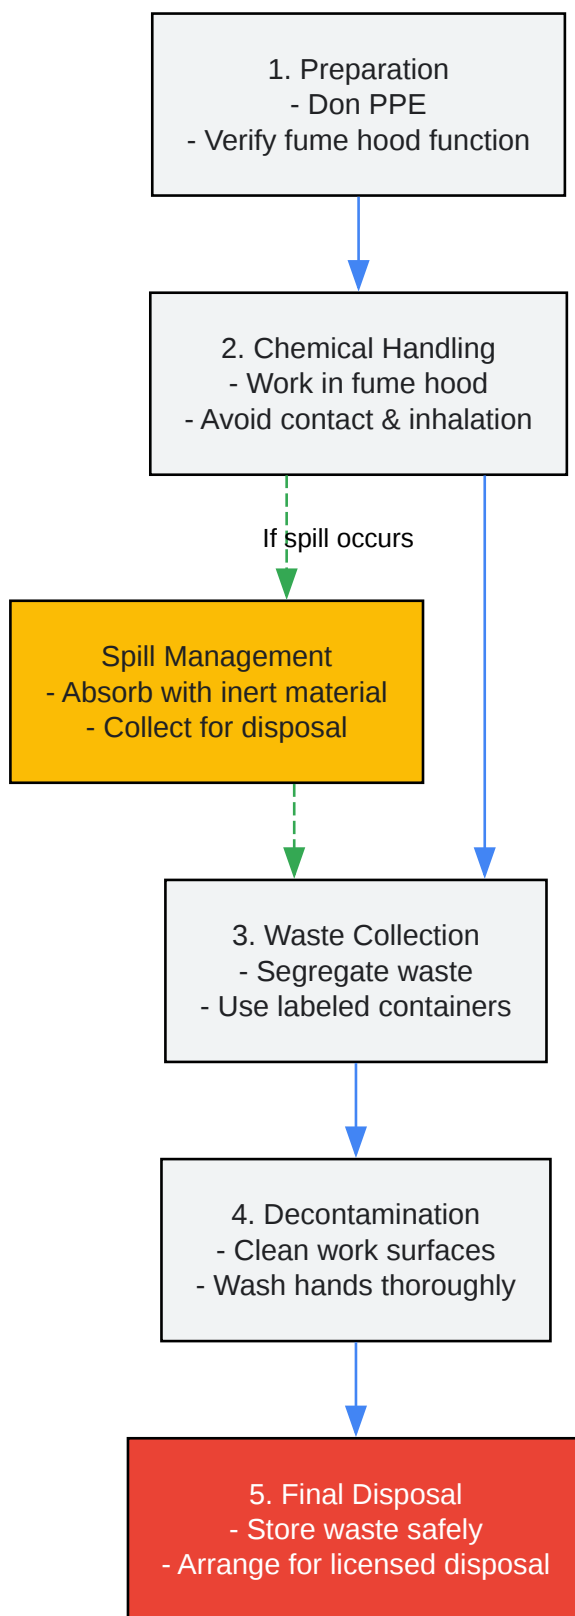 1. Preparation
- Don PPE
- Verify fume hood function
2. Chemical Handling
- Work in fume hood
- Avoid contact & inhalation
If spill occurs
Spill Management
- Absorb with inert material
- Collect for disposal
3. Waste Collection
- Segregate waste
- Use labeled containers
4. Decontamination
- Clean work surfaces
- Wash hands thoroughly
5. Final Disposal
- Store waste safely
- Arrange for licensed disposal